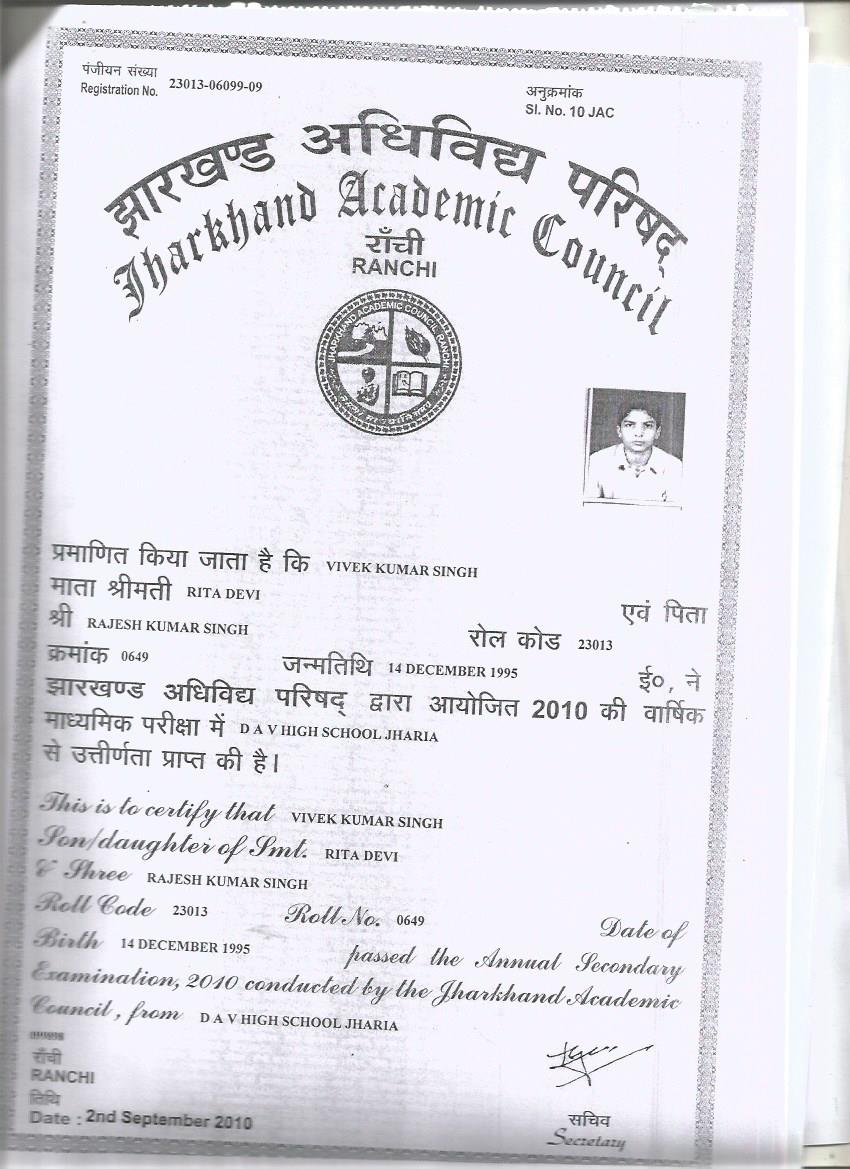 पंजीयन संख्या
Registration No. 23013-06099-09
अनुक्रमांक
Sl. No. 10 JAC
झारखण्ड अधिविद्य परिषद्
Jharkhand Academic Council
राँची
RANCHI
JHARKHAND ACADEMIC COUNCIL, RANCHI
प्रमाणित किया जाता है कि VIVEK KUMAR SINGH
माता श्रीमती RITA DEVI एवं पिता
श्री RAJESH KUMAR SINGH रोल कोड 23013
क्रमांक 0649 जन्मतिथि 14 DECEMBER 1995 ई०, ने
झारखण्ड अधिविद्य परिषद् द्वारा आयोजित 2010 की वार्षिक
माध्यमिक परीक्षा में D A V HIGH SCHOOL JHARIA
से उत्तीर्णता प्राप्त की है।
This is to certify that VIVEK KUMAR SINGH
Son/daughter of Smt. RITA DEVI
& Shree RAJESH KUMAR SINGH
Roll Code 23013 Roll No. 0649 Date of
Birth 14 DECEMBER 1995 passed the Annual Secondary
Examination, 2010 conducted by the Jharkhand Academic
Council, from D A V HIGH SCHOOL JHARIA
राँची
RANCHI
तिथि
Date : 2nd September 2010
सचिव
Secretary